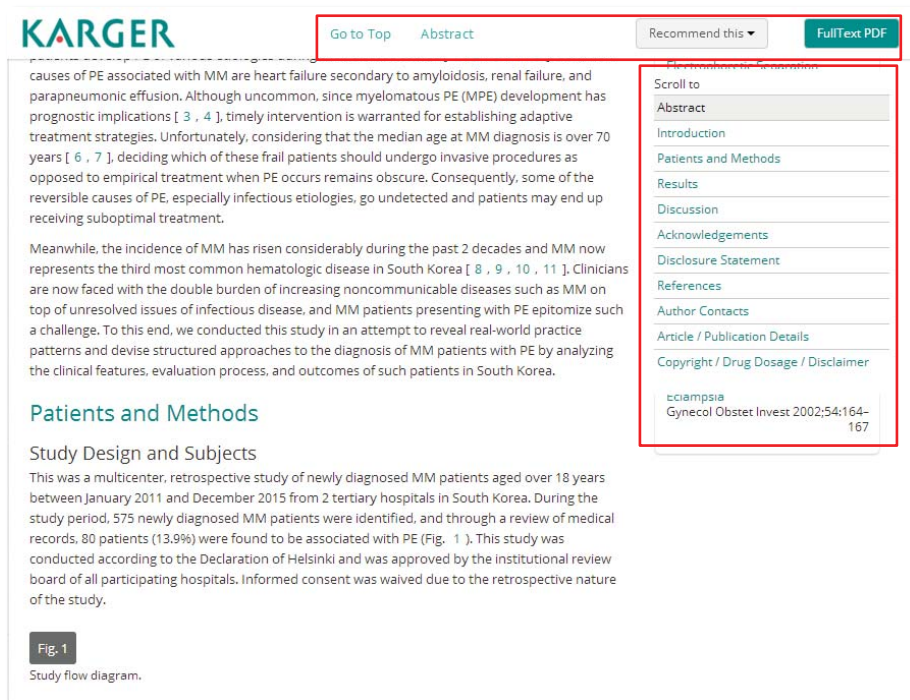 KARGER
Go to Top
Abstract
Recommend this
FullText PDF
causes of PE associated with MM are heart failure secondary to amyloidosis, renal failure, and
parapneumonic effusion. Although uncommon, since myelomatous PE (MPE) development has
prognostic implications [ 3 , 4 ], timely intervention is warranted for establishing adaptive
treatment strategies. Unfortunately, considering that the median age at MM diagnosis is over 70
years [ 6 , 7 ], deciding which of these frail patients should undergo invasive procedures as
opposed to empirical treatment when PE occurs remains obscure. Consequently, some of the
reversible causes of PE, especially infectious etiologies, go undetected and patients may end up
receiving suboptimal treatment.
Meanwhile, the incidence of MM has risen considerably during the past 2 decades and MM now
represents the third most common hematologic disease in South Korea [ 8 , 9 , 10 , 11 ]. Clinicians
are now faced with the double burden of increasing noncommunicable diseases such as MM on
top of unresolved issues of infectious disease, and MM patients presenting with PE epitomize such
a challenge. To this end, we conducted this study in an attempt to reveal real-world practice
patterns and devise structured approaches to the diagnosis of MM patients with PE by analyzing
the clinical features, evaluation process, and outcomes of such patients in South Korea.
Patients and Methods
Study Design and Subjects
This was a multicenter, retrospective study of newly diagnosed MM patients aged over 18 years
between January 2011 and December 2015 from 2 tertiary hospitals in South Korea. During the
study period, 575 newly diagnosed MM patients were identified, and through a review of medical
records, 80 patients (13.9%) were found to be associated with PE (Fig. 1 ). This study was
conducted according to the Declaration of Helsinki and was approved by the institutional review
board of all participating hospitals. Informed consent was waived due to the retrospective nature
of the study.
Fig. 1
Study flow diagram.
Electrophoretic Separation
Scroll to
Abstract
Introduction
Patients and Methods
Results
Discussion
Acknowledgements
Disclosure Statement
References
Author Contacts
Article / Publication Details
Copyright / Drug Dosage / Disclaimer
Eclampsia
Gynecol Obstet Invest 2002;54:164–
167